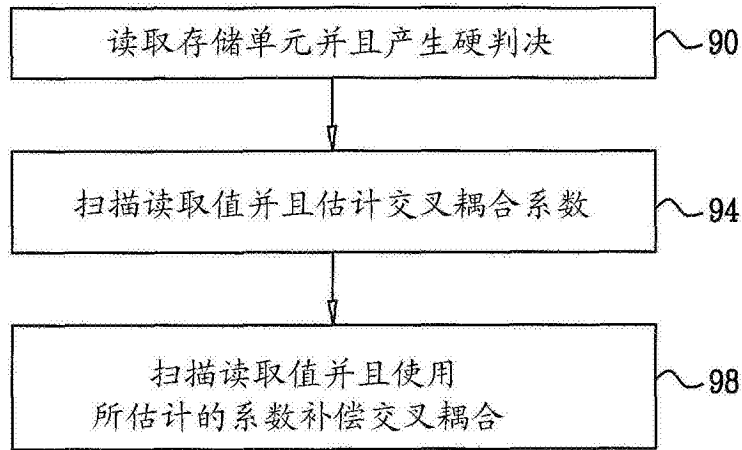 读取存储单元并且产生硬判决
90
扫描读取值并且估计交叉耦合系数
94
扫描读取值并且使用
所估计的系数补偿交叉耦合
98